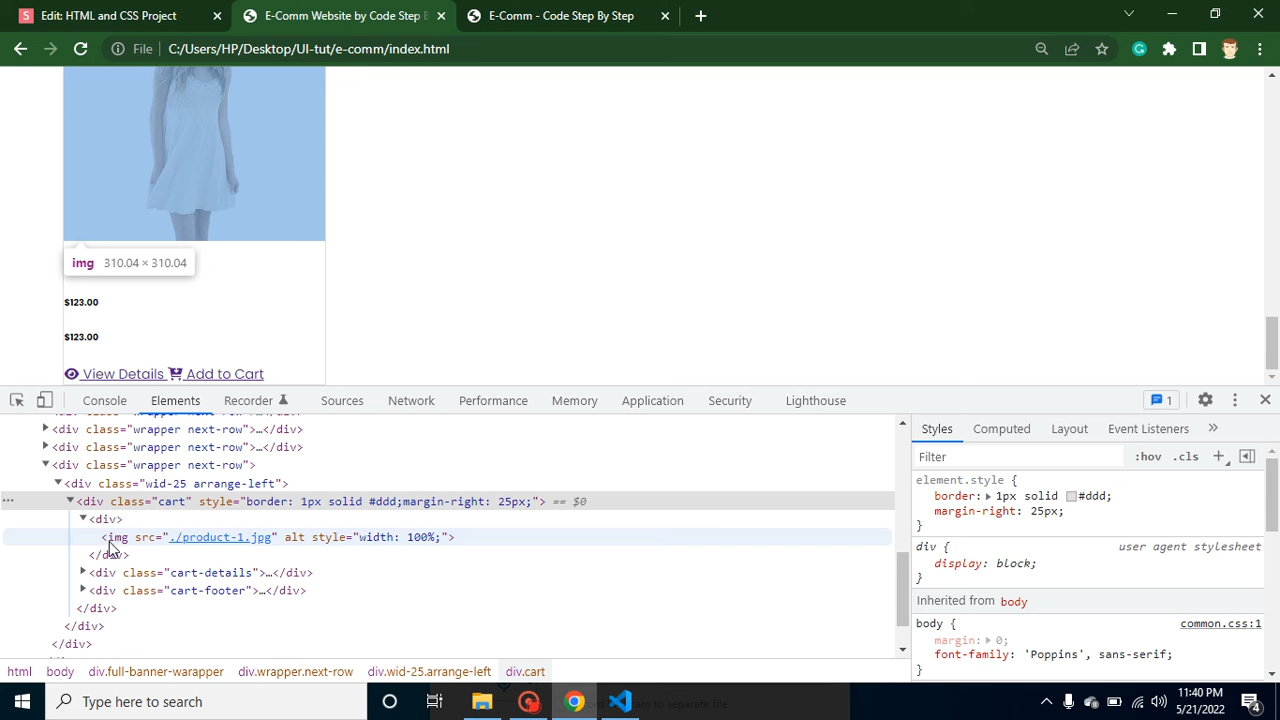 Edit: HTML and CSS Project
E-Comm Website by Code Step B
E-Comm - Code Step By Step
File
C:/Users/HP/Desktop/UI-tut/e-comm/index.html
img 310.04 × 310.04
$123.00
$123.00
View Details Add to Cart
Console Elements Recorder Sources Network Performance Memory Application Security Lighthouse 1
<div class="wrapper next-row">…</div>
<div class="wrapper next-row">…</div>
<div class="wrapper next-row">
<div class="wid-25 arrange-left">
<div class="cart" style="border: 1px solid #ddd;margin-right: 25px;"> == $0
<div>
<img src="./product-1.jpg" alt style="width: 100%;">
</div>
<div class="cart-details">…</div>
<div class="cart-footer">…</div>
</div>
</div>
</div>
html body div.full-banner-warapper div.wrapper.next-row div.wid-25.arrange-left div.cart
Styles Computed Layout Event Listeners
Filter :hov .cls
element.style {
border: 1px solid #ddd;
margin-right: 25px;
}
div { user agent stylesheet
display: block;
}
Inherited from body
body { common.css:1
margin: 0;
font-family: 'Poppins', sans-serif;
}
Type here to search
11:40 PM
5/21/2022
4